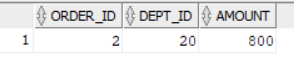 ORDER_ID DEPT_ID AMOUNT
1 2 20 800